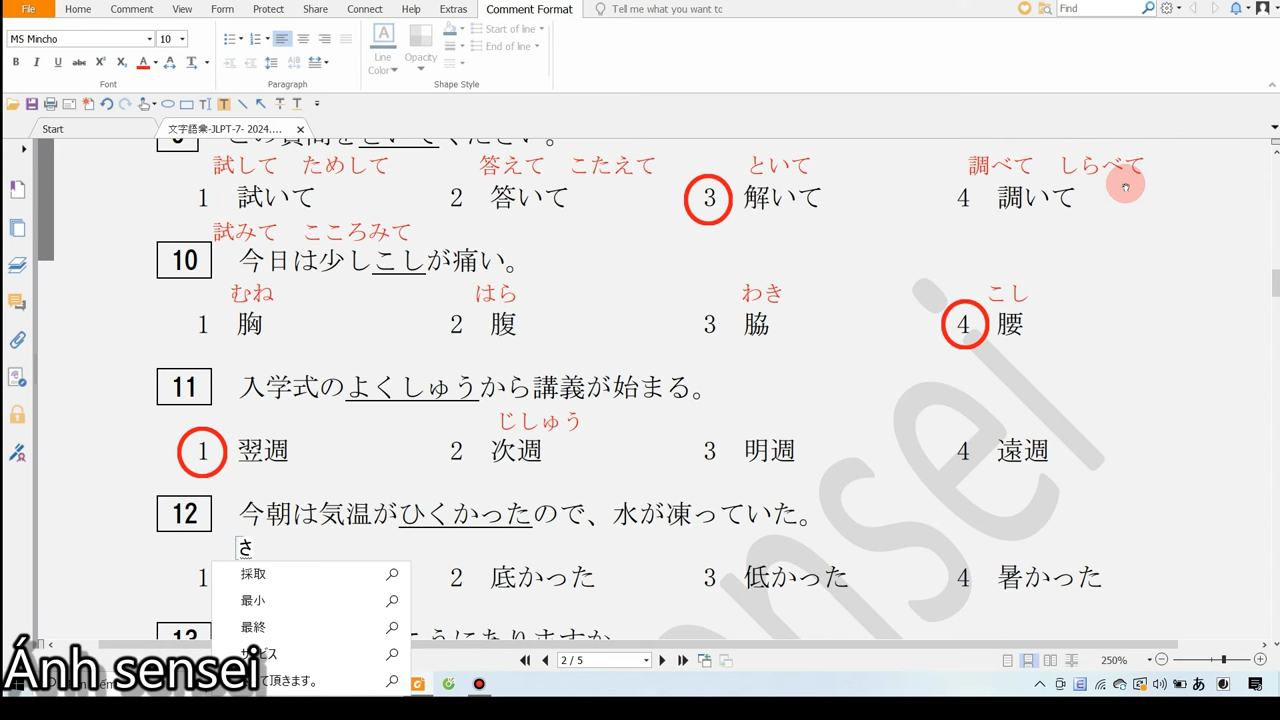 File Home Comment View Form Protect Share Connect Help Extras Comment Format Tell me what you want tc Find
MS Mincho 10
Line Color Opacity Start of line End of line
Font Paragraph Shape Style
Start 文字語彙-JLPT-7- 2024....
試して ためして 答えて こたえて といて 調べて しらべて
1 試いて 2 答いて 3 解いて 4 調いて
試みて こころみて
10 今日は少しこしが痛い。
むね はら わき こし
1 胸 2 腹 3 脇 4 腰
11 入学式のよくしゅうから講義が始まる。
じしゅう
1 翌週 2 次週 3 明週 4 遠週
12 今朝は気温がひくかったので、水が凍っていた。
さ
1 2 底かった 3 低かった 4 暑かった
採取
最小
最終
13
Ánh sensei
2 / 5 250%
sensei